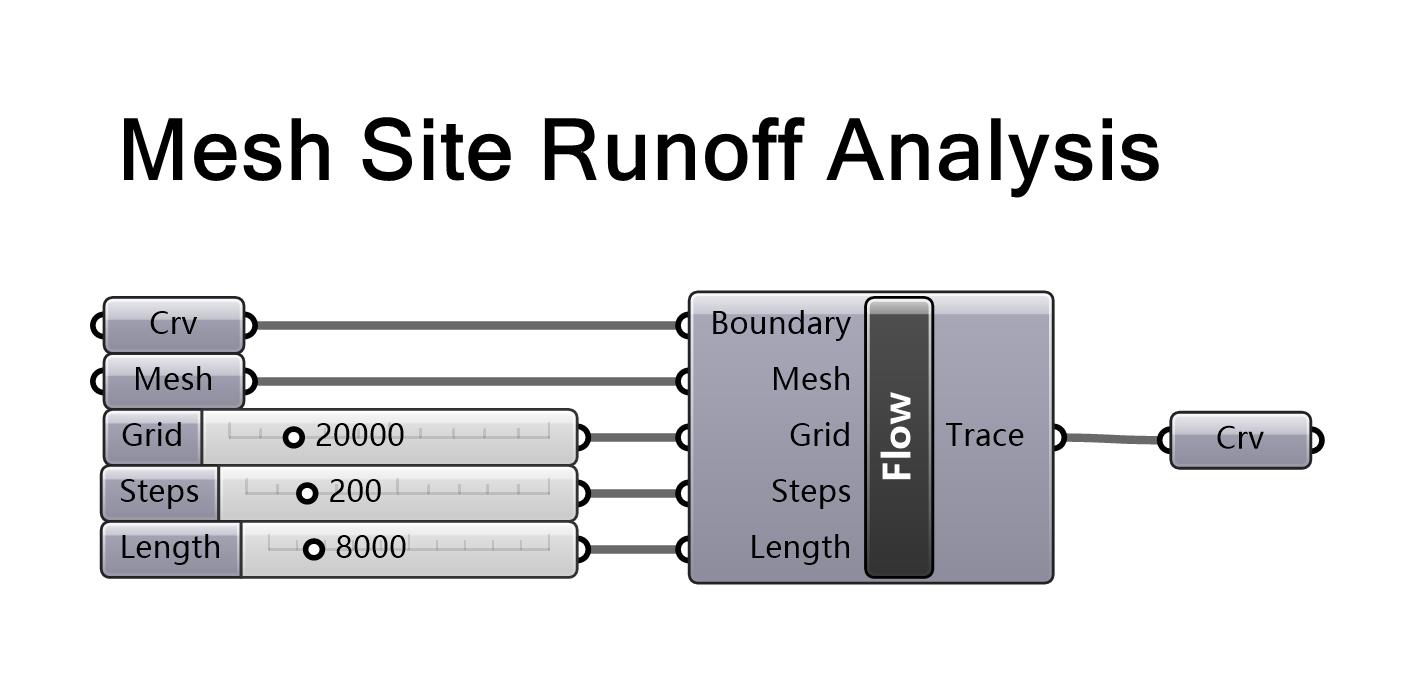 Mesh Site Runoff Analysis
Crv
Mesh
Grid 20000
Steps 200
Length 8000
Boundary
Mesh
Grid
Steps
Length
Flow
Trace
Crv